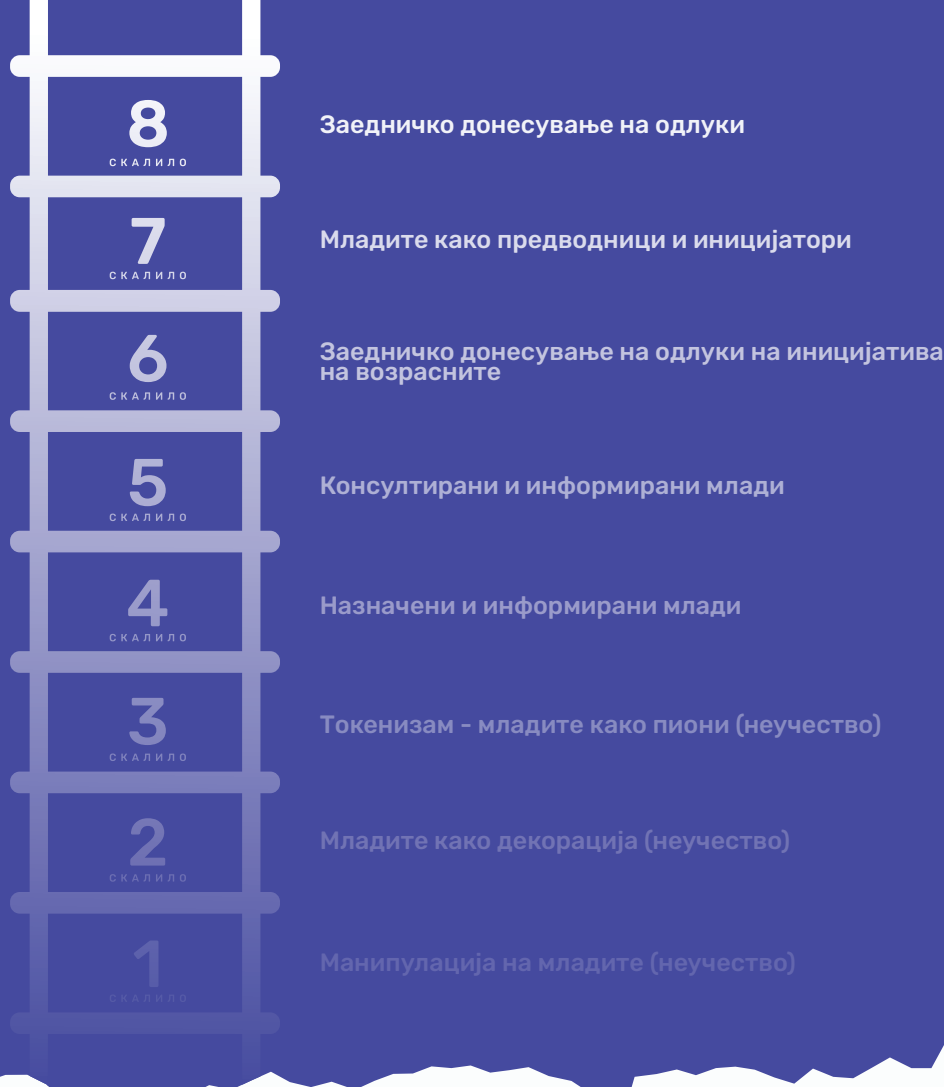 8
СКАЛИЛО
Заедничко донесување на одлуки
7
СКАЛИЛО
Младите како предводници и иницијатори
6
СКАЛИЛО
Заедничко донесување на одлуки на иницијатива
на возрасните
5
СКАЛИЛО
Консултирани и информирани млади
4
СКАЛИЛО
Назначени и информирани млади
3
СКАЛИЛО
Токенизам - младите како пиони (неучество)
2
СКАЛИЛО
Младите како декорација (неучество)
1
СКАЛИЛО
Манипулација на младите (неучество)